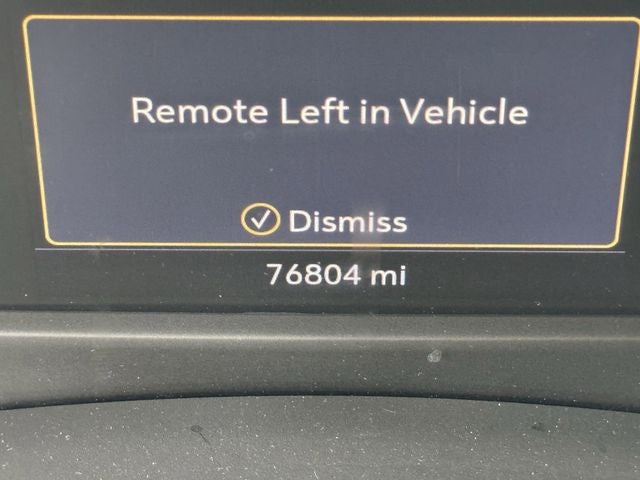 Remote Left in Vehicle
Dismiss
76804 mi